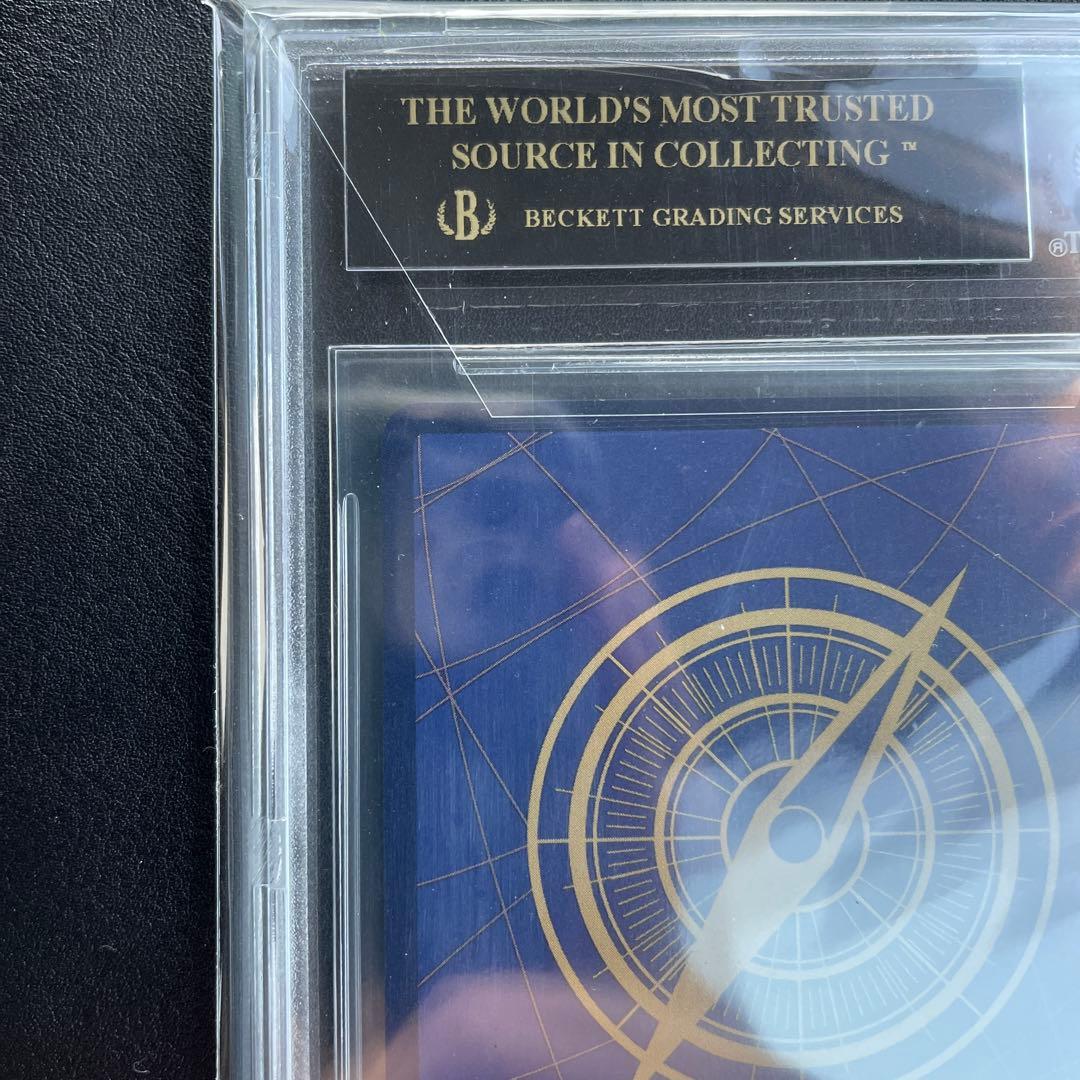 THE WORLD'S MOST TRUSTED
SOURCE IN COLLECTING ™
B BECKETT GRADING SERVICES